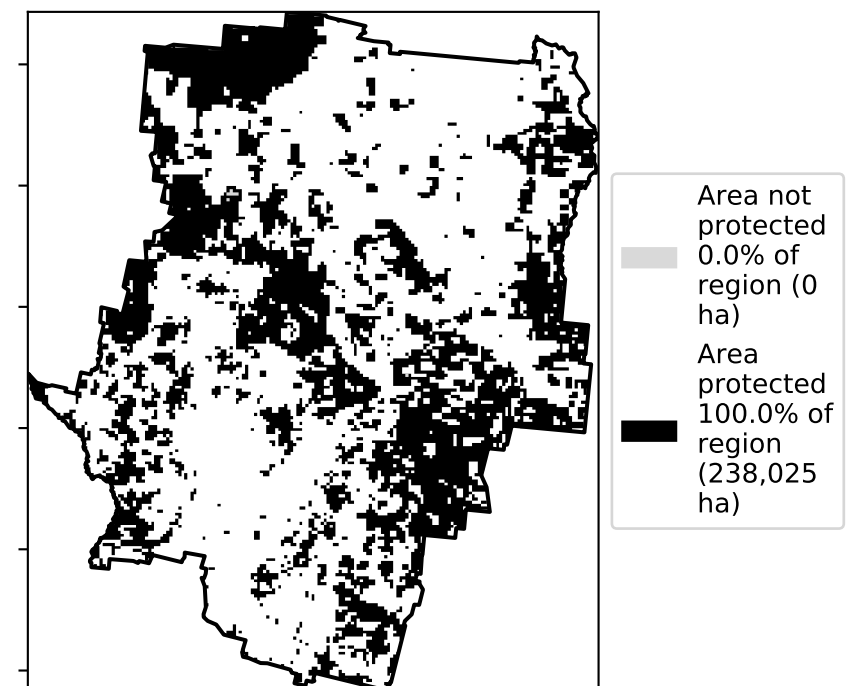 Area not
protected
0.0% of
region (0
ha)
Area
protected
100.0% of
region
(238,025
ha)